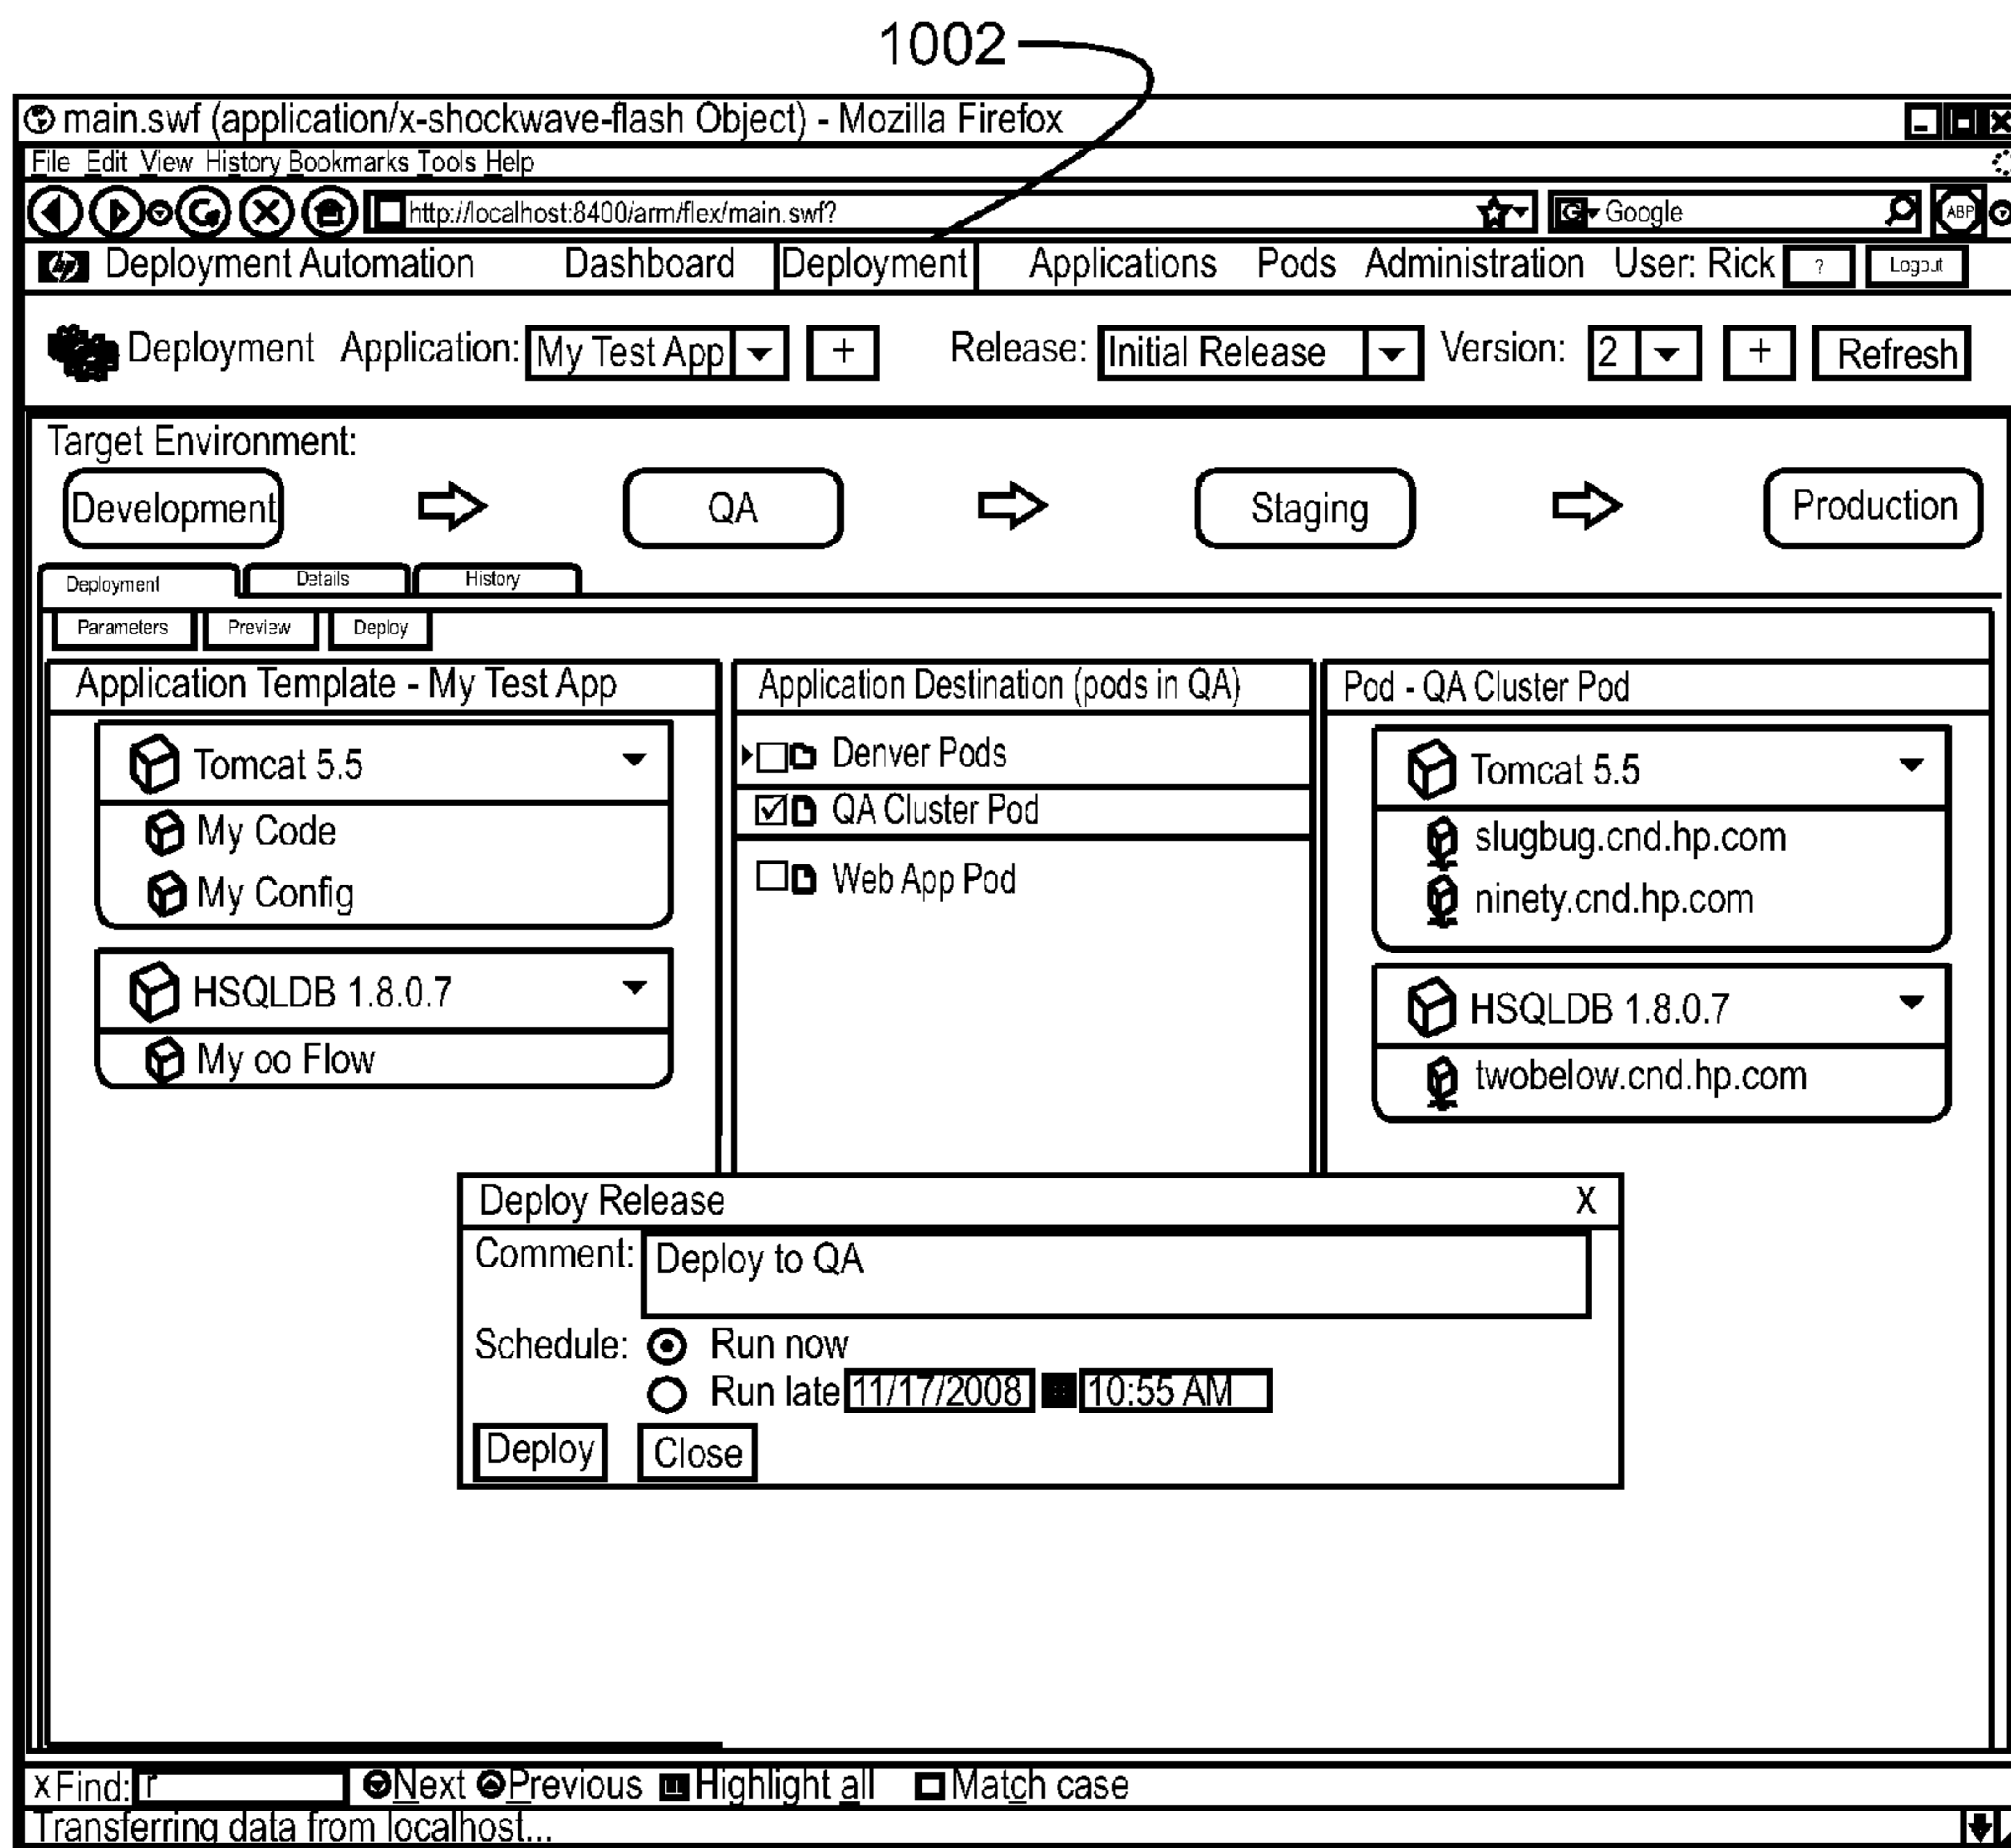 1002
main.swf (application/x-shockwave-flash Object) - Mozilla Firefox
File Edit View History Bookmarks Tools Help
http://localhost:8400/arm/flex/main.swf? G Google ABP
hp Deployment Automation Dashboard Deployment Applications Pods Administration User: Rick ? Logout
Deployment Application: My Test App + Release: Initial Release Version: 2 + Refresh
Target Environment:
Development QA Staging Production
Deployment Details History
Parameters Preview Deploy
Application Template - My Test App Application Destination (pods in QA) Pod - QA Cluster Pod
Tomcat 5.5 Denver Pods Tomcat 5.5
My Code QA Cluster Pod slugbug.cnd.hp.com
My Config Web App Pod ninety.cnd.hp.com
HSQLDB 1.8.0.7 HSQLDB 1.8.0.7
My oo Flow twobelow.cnd.hp.com
Deploy Release X
Comment: Deploy to QA
Schedule: Run now
Run late 11/17/2008 10:55 AM
Deploy Close
x Find: r Next Previous Highlight all Match case
Transferring data from localhost...